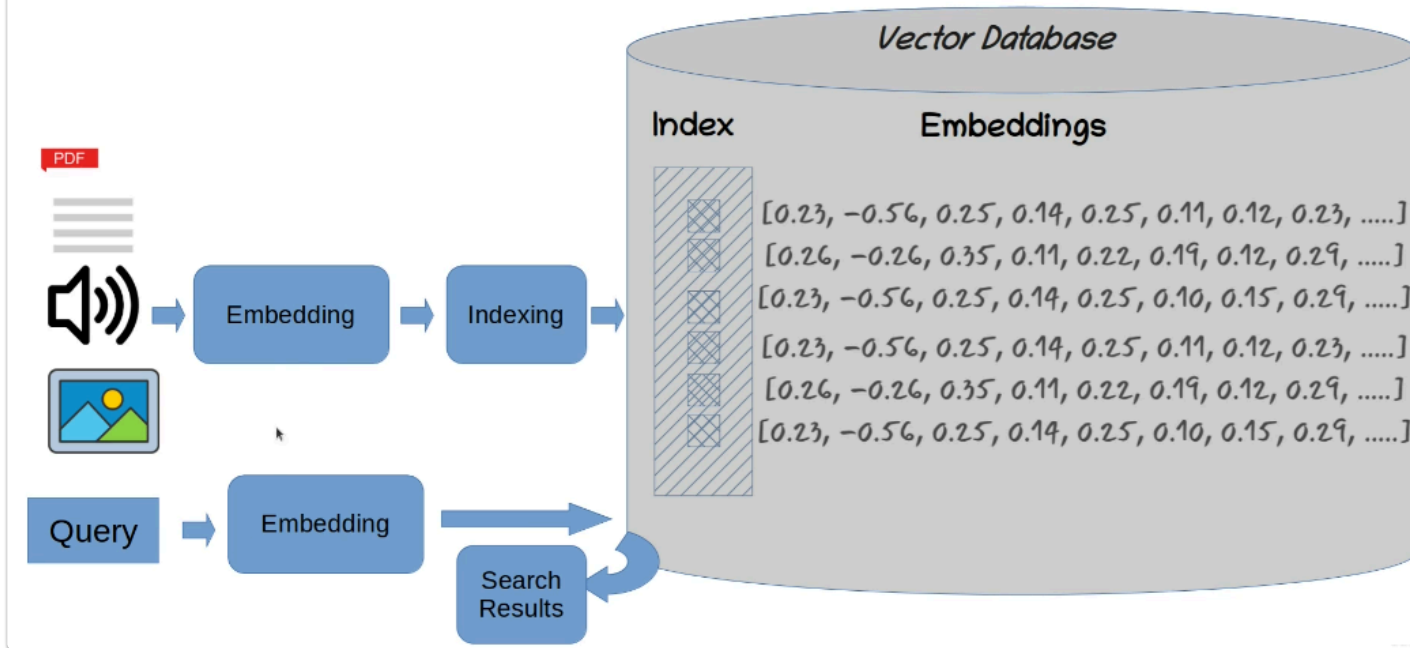 Vector Database
Index
Embeddings
PDF
[0.23, -0.56, 0.25, 0.14, 0.25, 0.11, 0.12, 0.23, .....]
[0.26, -0.26, 0.35, 0.11, 0.22, 0.19, 0.12, 0.29, .....]
[0.23, -0.56, 0.25, 0.14, 0.25, 0.10, 0.15, 0.29, .....]
[0.23, -0.56, 0.25, 0.14, 0.25, 0.11, 0.12, 0.23, .....]
[0.26, -0.26, 0.35, 0.11, 0.22, 0.19, 0.12, 0.29, .....]
[0.23, -0.56, 0.25, 0.14, 0.25, 0.10, 0.15, 0.29, .....]
Embedding
Indexing
Query
Embedding
Search
Results